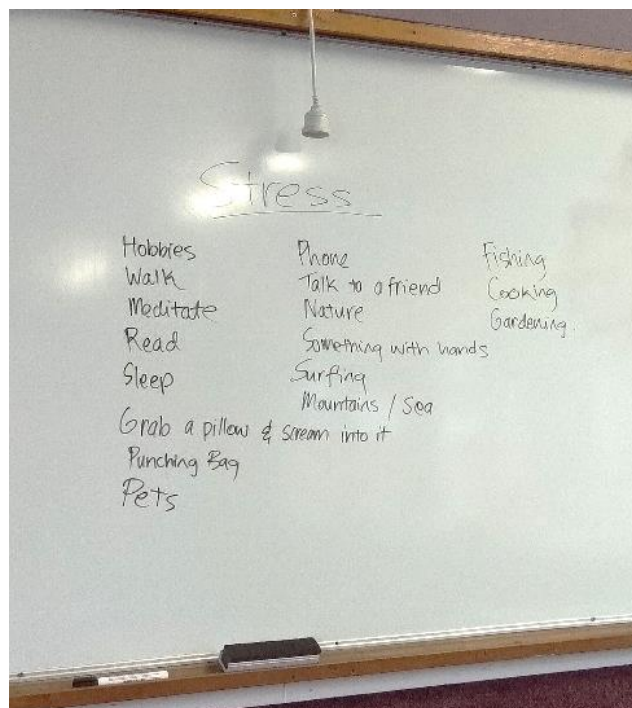 Stress
Hobbies
Walk
Meditate
Read
Sleep
Grab a pillow & scream into it
Punching Bag
Pets
Phone
Talk to a friend
Nature
Something with hands
Surfing
Mountains / Sea
Fishing
Cooking
Gardening.